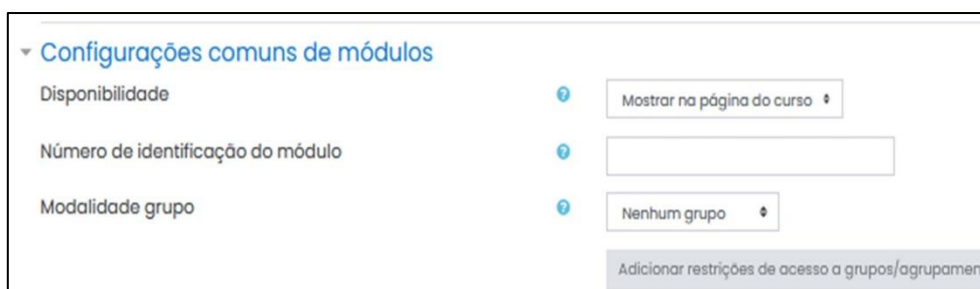 Configurações comuns de módulos
Disponibilidade Mostrar na página do curso
Número de identificação do módulo
Modalidade grupo Nenhum grupo
Adicionar restrições de acesso a grupos/agrupamen